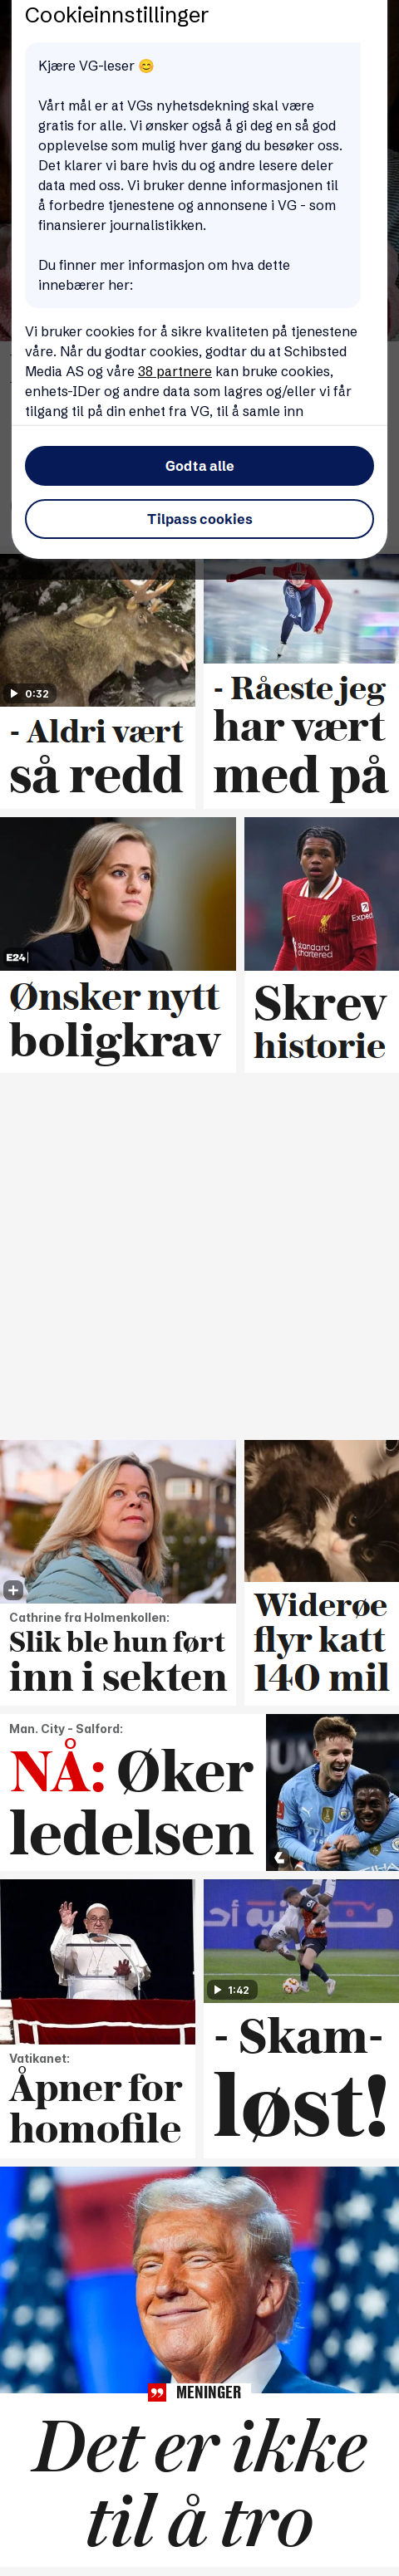 Cookieinnstillinger
Kjære VG-leser 😊
Vårt mål er at VGs nyhetsdekning skal være
gratis for alle. Vi ønsker også å gi deg en så god
opplevelse som mulig hver gang du besøker oss.
Det klarer vi bare hvis du og andre lesere deler
data med oss. Vi bruker denne informasjonen til
å forbedre tjenestene og annonsene i VG - som
finansierer journalistikken.
Du finner mer informasjon om hva dette
innebærer her:
Vi bruker cookies for å sikre kvaliteten på tjenestene
våre. Når du godtar cookies, godtar du at Schibsted
Media AS og våre 38 partnere kan bruke cookies,
enhets-IDer og andre data som lagres og/eller vi får
tilgang til på din enhet fra VG, til å samle inn
Godta alle
Tilpass cookies
0:32
- Aldri vært
så redd
- Råeste jeg
har vært
med på
E24
Ønsker nytt
boligkrav
standard
chartered
Skrev
historie
Cathrine fra Holmenkollen:
Slik ble hun ført
inn i sekten
Widerøe
flyr katt
140 mil
Man. City - Salford:
NÅ: Øker
ledelsen
Vatikanet:
Åpner for
homofile
1:42
- Skam-
løst!
MENINGER
Det er ikke
til å tro